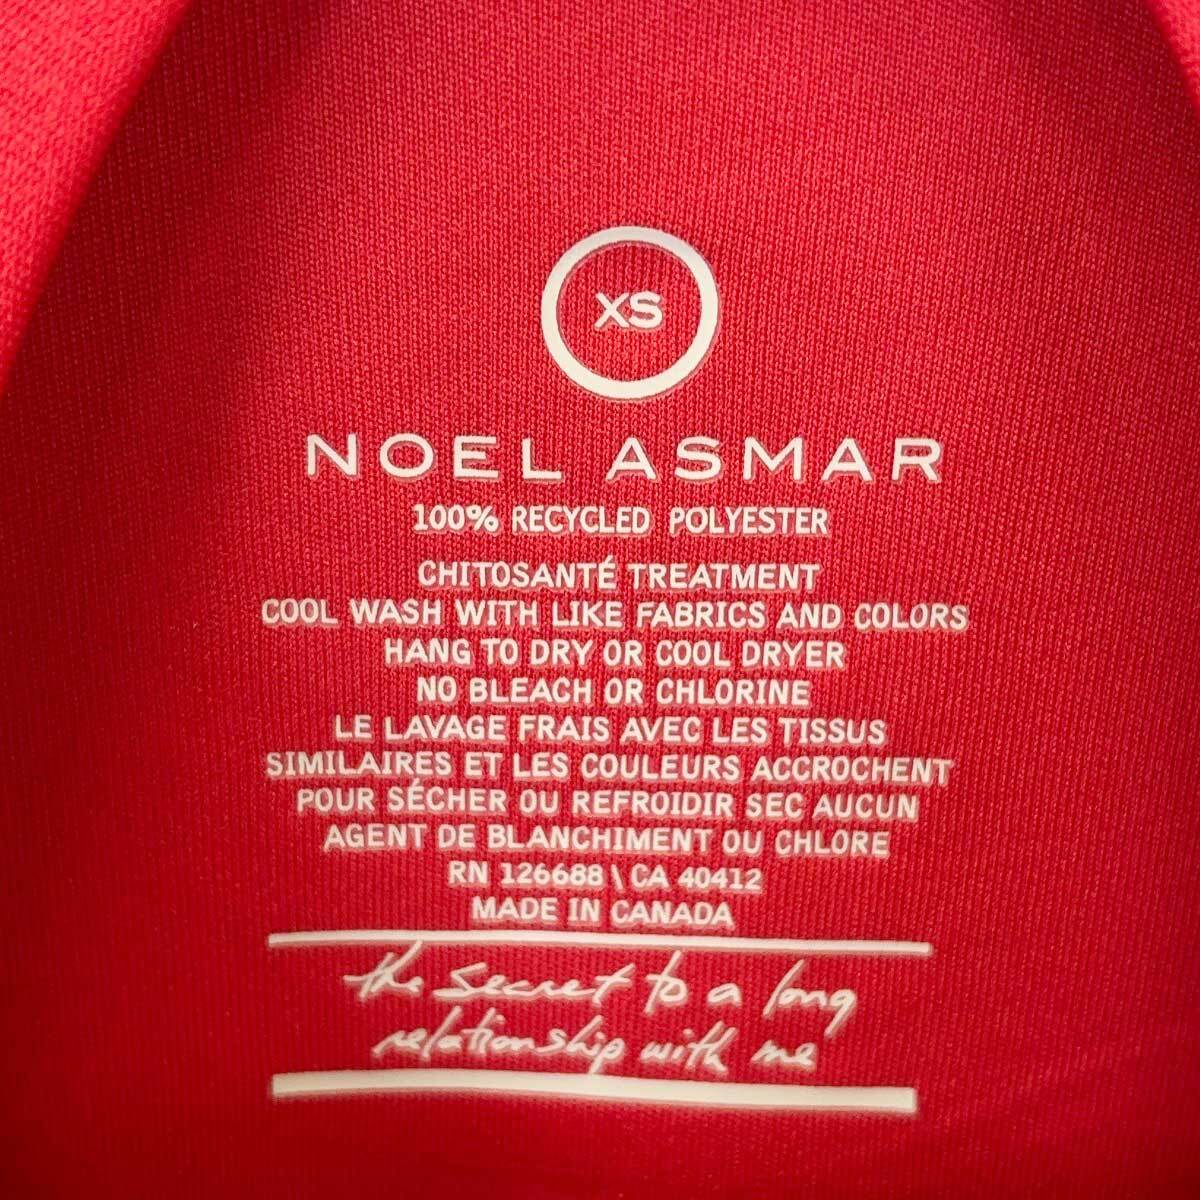 XS
NOEL ASMAR
100% RECYCLED POLYESTER
CHITOSANTÉ TREATMENT
COOL WASH WITH LIKE FABRICS AND COLORS
HANG TO DRY OR COOL DRYER
NO BLEACH OR CHLORINE
LE LAVAGE FRAIS AVEC LES TISSUS
SIMILAIRES ET LES COULEURS ACCROCHENT
POUR SÉCHER OU REFROIDIR SEC AUCUN
AGENT DE BLANCHIMENT OU CHLORE
RN 126688 \ CA 40412
MADE IN CANADA
the secret to a long
relationship with me